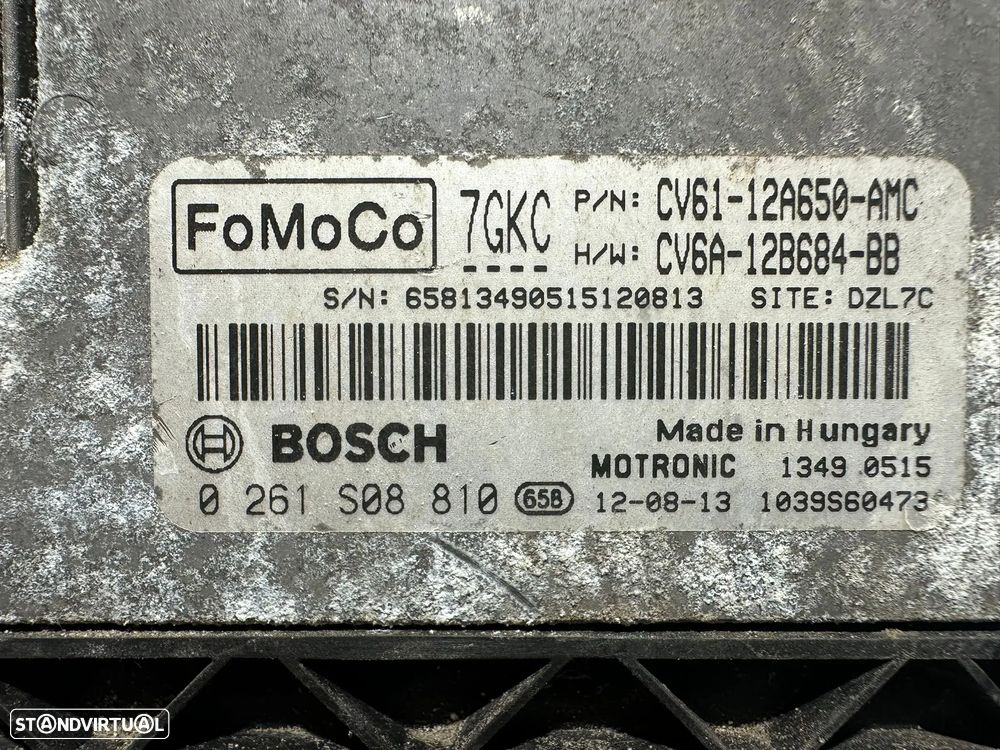 FoMoCo 7GKC P/N: CV61-12A650-AMC
H/W: CV6A-12B684-BB
S/N: 65813490515120813 SITE: DZL7C
BOSCH Made in Hungary
MOTRONIC 1349 0515
0 261 S08 810 65B 12-08-13 1039S60473
STANDVIRTUAL